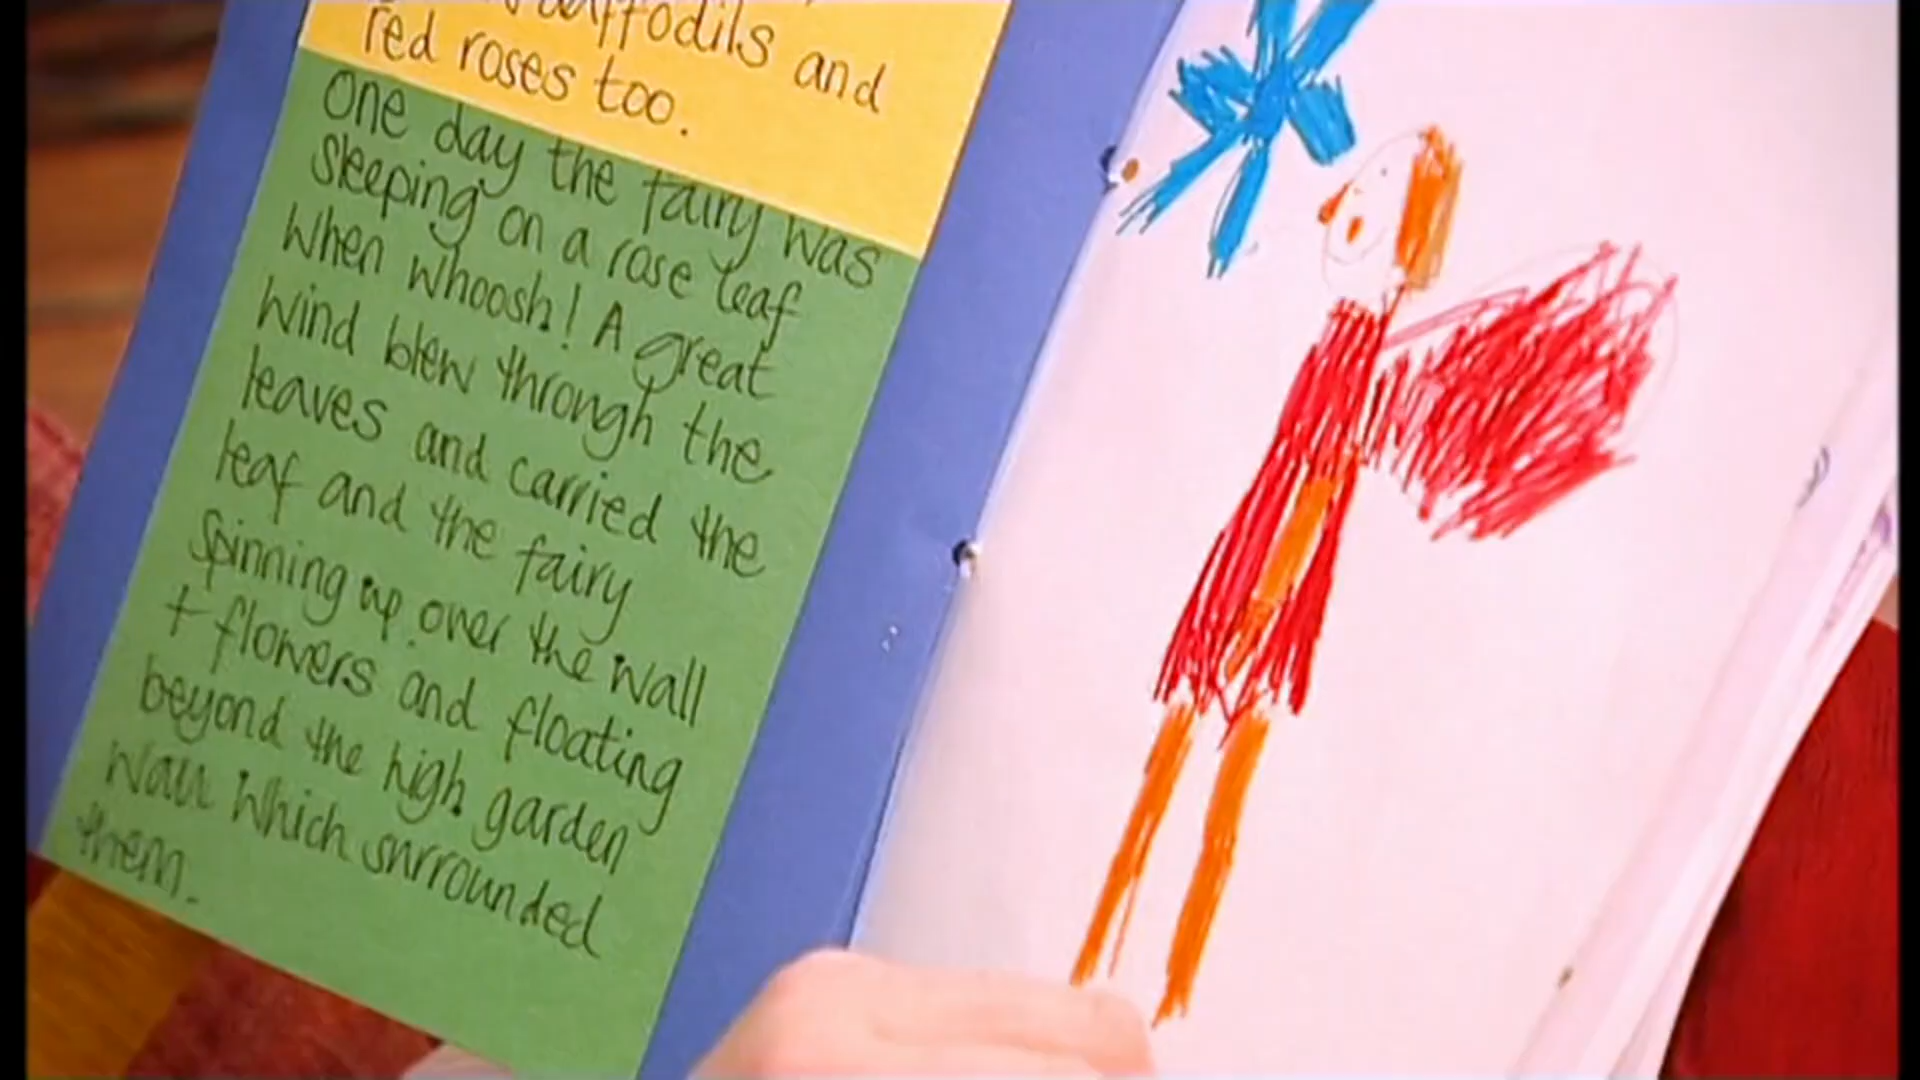 daffodils and
red roses too.
One day the fairy was
sleeping on a rose leaf
when whoosh! A great
wind blew through the
leaves and carried the
leaf and the fairy
spinning up over the wall
+ flowers and floating
beyond the high garden
wall which surrounded
them.